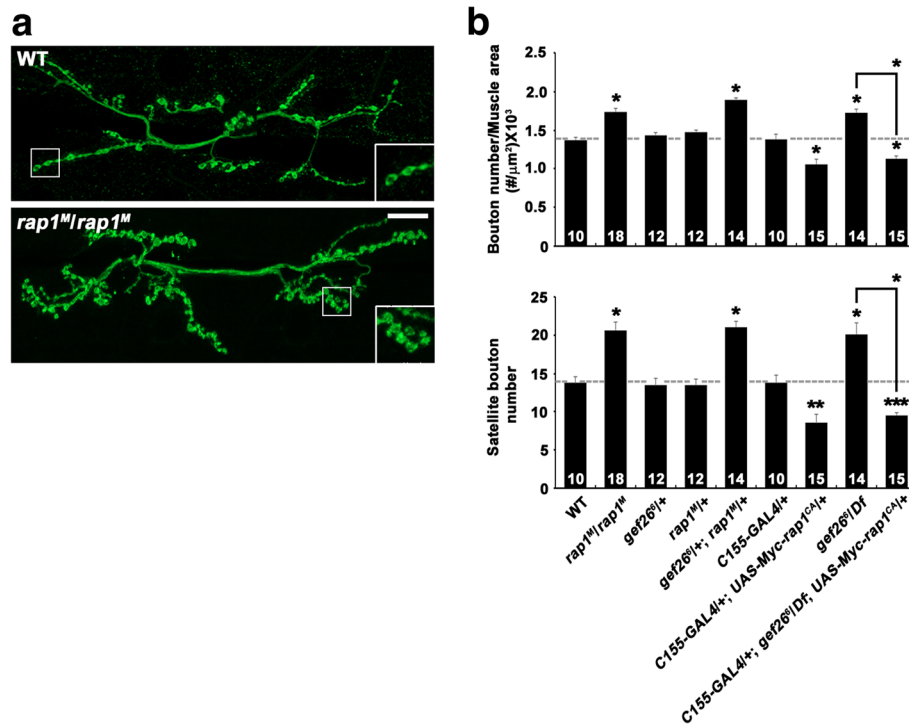 a
WT
rap1ᴹ/rap1ᴹ
b
Bouton number/Muscle area
(#/μm²)X10³
2.5
2.0
1.5
1.0
0.5
0
* * * * * *
*
10 18 12 12 14 10 15 14 15
Satellite bouton
number
25
20
15
10
5
0
* * ** * ***
*
10 18 12 12 14 10 15 14 15
WT
rap1ᴹ/rap1ᴹ
gef26⁶/+
rap1ᴹ/+
gef26⁶/+; rap1ᴹ/+
C155-GAL4/+
C155-GAL4/+; UAS-Myc-rap1ᶜᴬ/+
gef26⁶/Df
C155-GAL4/+; gef26⁶/Df; UAS-Myc-rap1ᶜᴬ/+